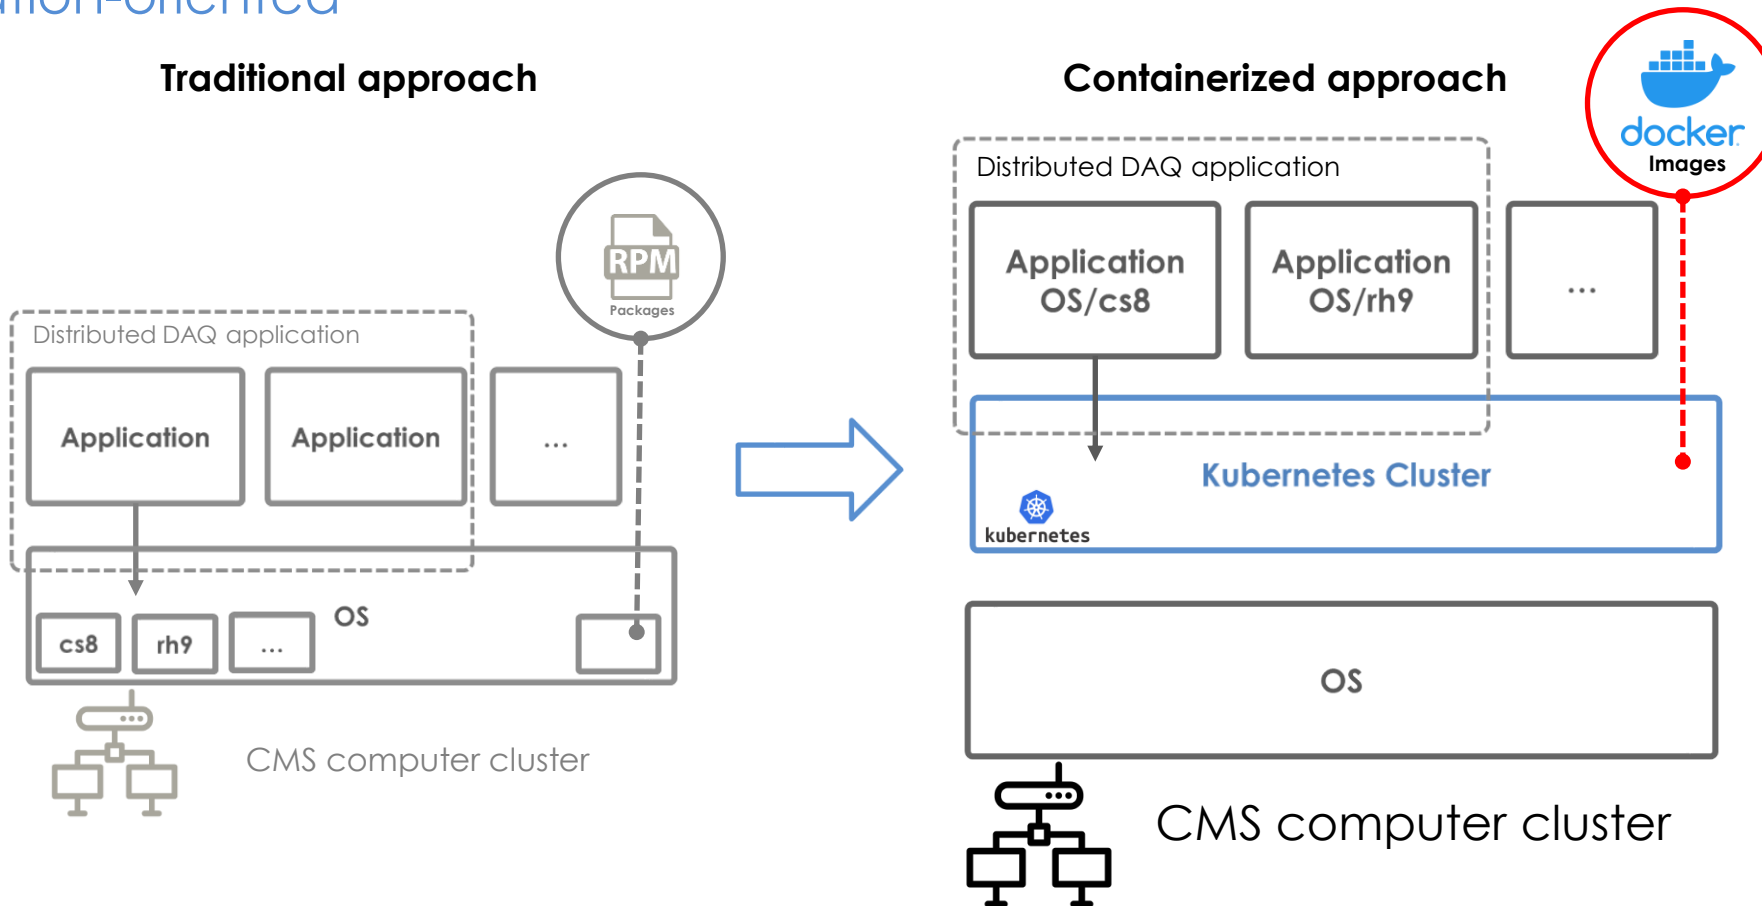 Traditional approach
RPM
Packages
Distributed DAQ application
Application
Application
...
OS
cs8
rh9
...
CMS computer cluster
Containerized approach
docker
Images
Distributed DAQ application
Application
OS/cs8
Application
OS/rh9
...
Kubernetes Cluster
kubernetes
OS
CMS computer cluster